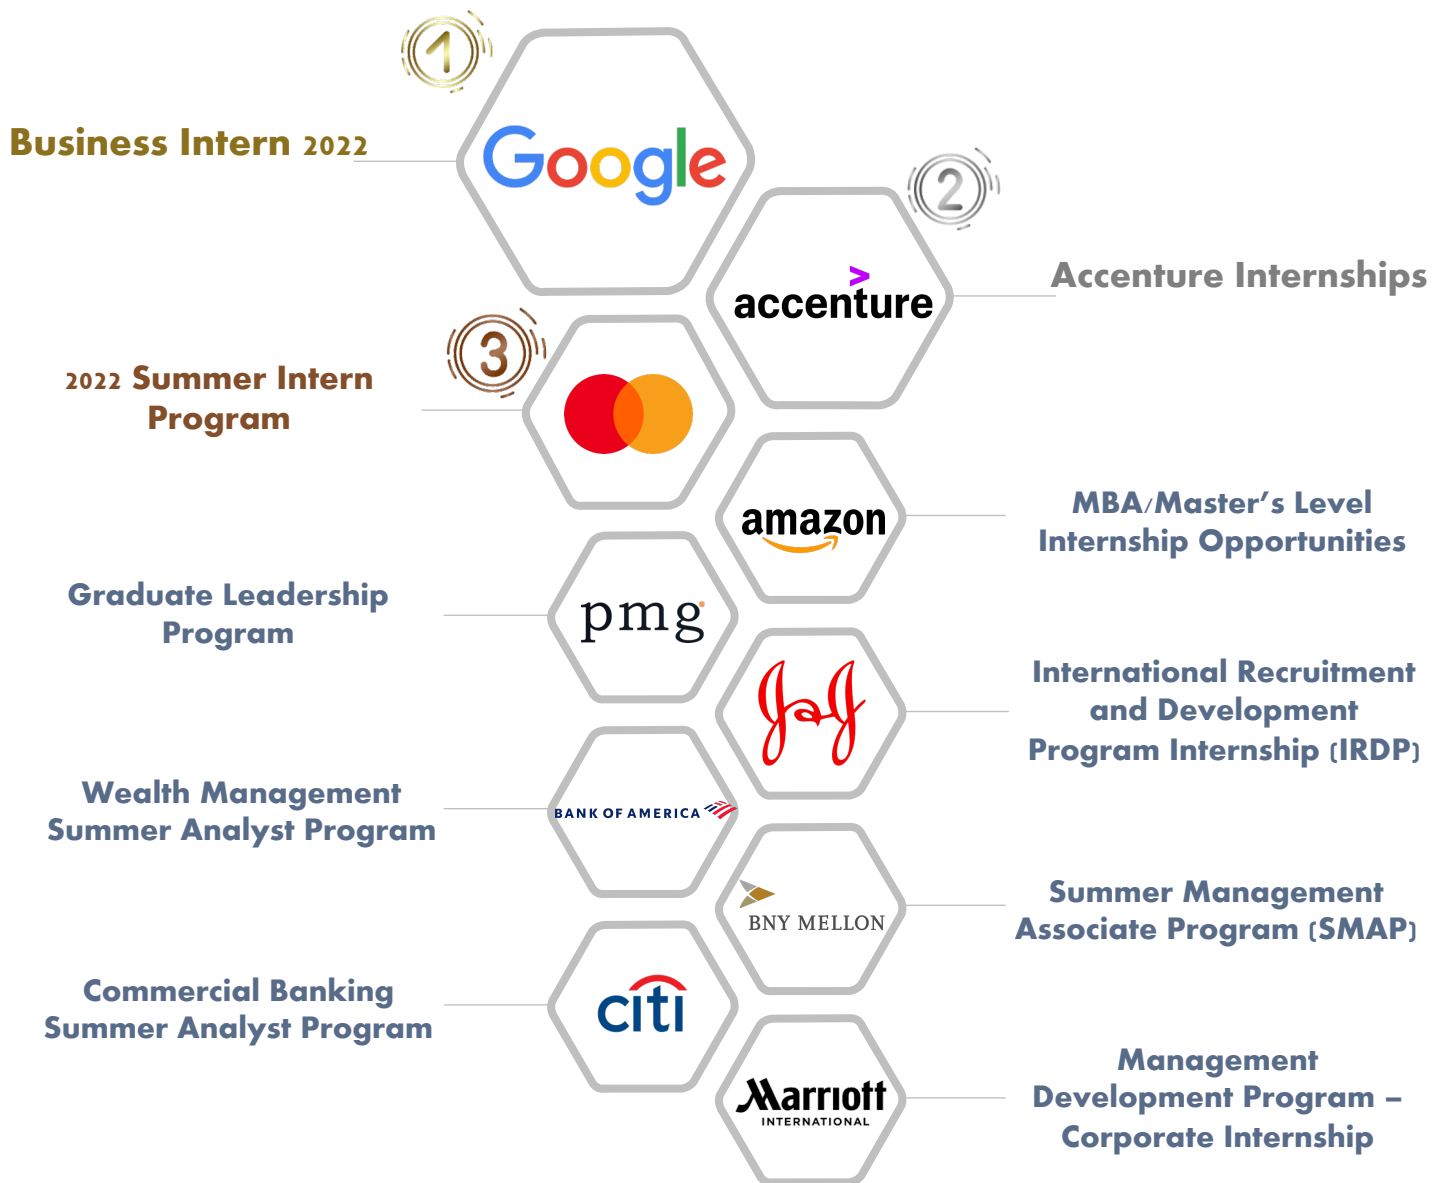 1
Google
Business Intern 2022
2
accenture
>
Accenture Internships
3
2022 Summer Intern
Program
amazon
MBA/Master’s Level
Internship Opportunities
pmg
Graduate Leadership
Program
J&J
International Recruitment
and Development
Program Internship (IRDP)
BANK OF AMERICA
Wealth Management
Summer Analyst Program
BNY MELLON
Summer Management
Associate Program (SMAP)
citi
Commercial Banking
Summer Analyst Program
Marriott
INTERNATIONAL
Management
Development Program –
Corporate Internship